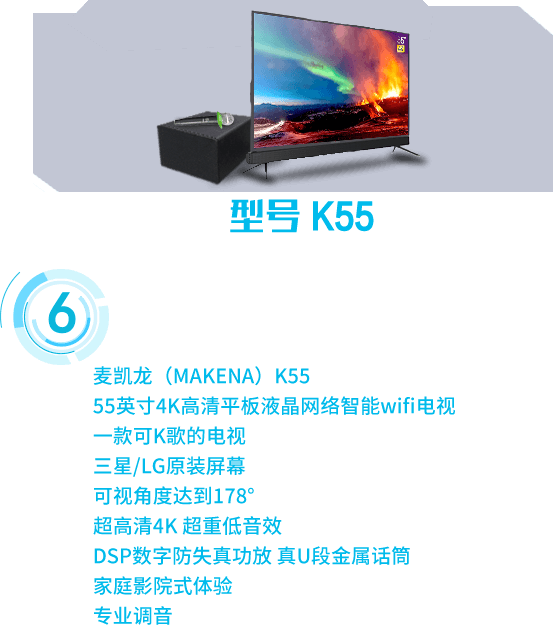 型号 K55
6
麦凯龙（MAKENA）K55
55英寸4K高清平板液晶网络智能wifi电视
一款可K歌的电视
三星/LG原装屏幕
可视角度达到178°
超高清4K 超重低音效
DSP数字防失真功放 真U段金属话筒
家庭影院式体验
专业调音